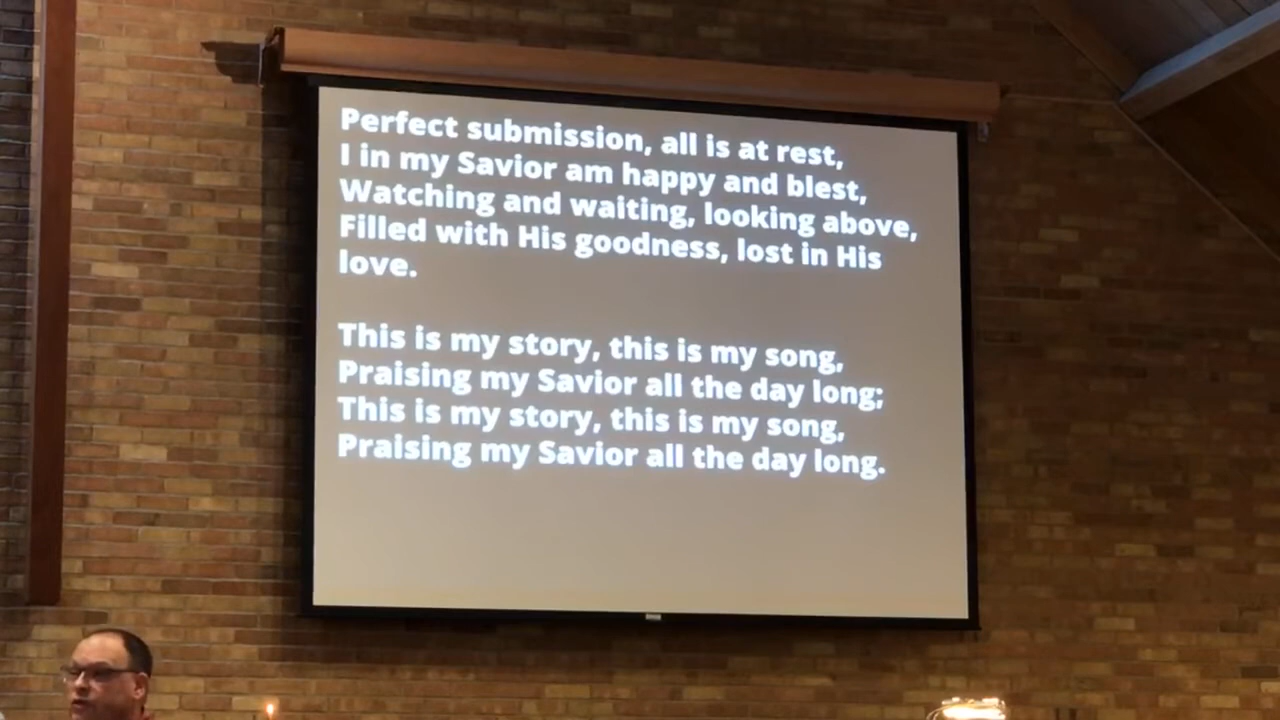 Perfect submission, all is at rest,
I in my Savior am happy and blest,
Watching and waiting, looking above,
Filled with His goodness, lost in His
love.
This is my story, this is my song,
Praising my Savior all the day long;
This is my story, this is my song,
Praising my Savior all the day long.